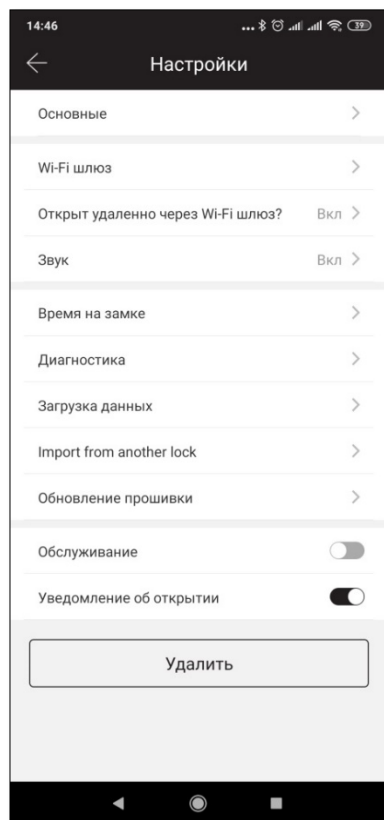 14:46
39
Настройки
Основные
Wi-Fi шлюз
Открыт удаленно через Wi-Fi шлюз? Вкл
Звук Вкл
Время на замке
Диагностика
Загрузка данных
Import from another lock
Обновление прошивки
Обслуживание
Уведомление об открытии
Удалить